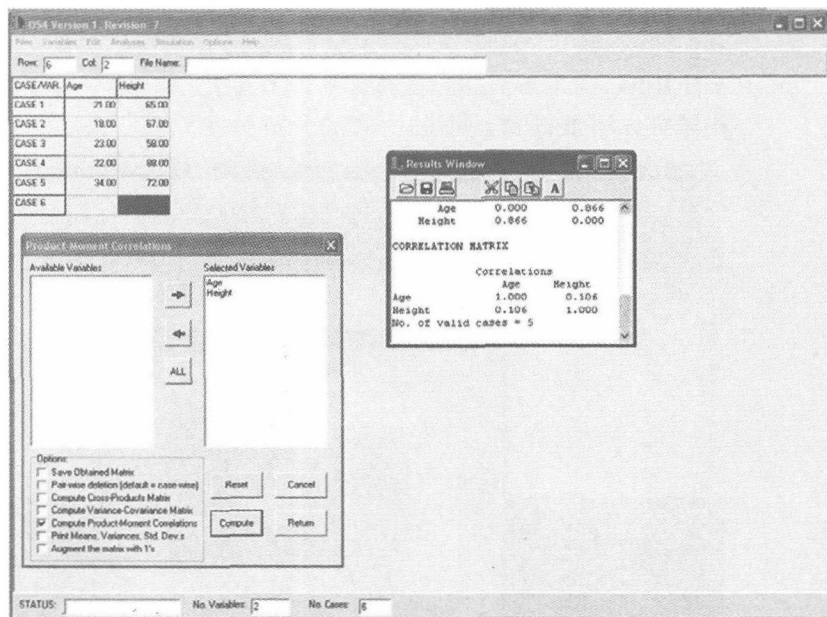 OS4 Version 1. Revision 7
Files Variables Edit Analyses Simulation Options Help
Row: 6 Col: 2 File Name:
CASE/VAR. Age Height
CASE 1 21.00 65.00
CASE 2 18.00 67.00
CASE 3 23.00 58.00
CASE 4 22.00 88.00
CASE 5 34.00 72.00
CASE 6
Results Window
A
Age 0.000 0.866
Height 0.866 0.000
CORRELATION MATRIX
Correlations
Age Height
Age 1.000 0.106
Height 0.106 1.000
No. of valid cases = 5
Product-Moment Correlations
Available Variables Selected Variables
Age
Height
ALL
Options:
Save Obtained Matrix
Pair-wise deletion (default = case-wise)
Compute Cross-Products Matrix
Compute Variance-Covariance Matrix
Compute Product-Moment Correlations
Print Means, Variances, Std. Dev.s
Augment the matrix with 1's
Reset Cancel
Compute Return
STATUS: No. Variables: 2 No. Cases: 6